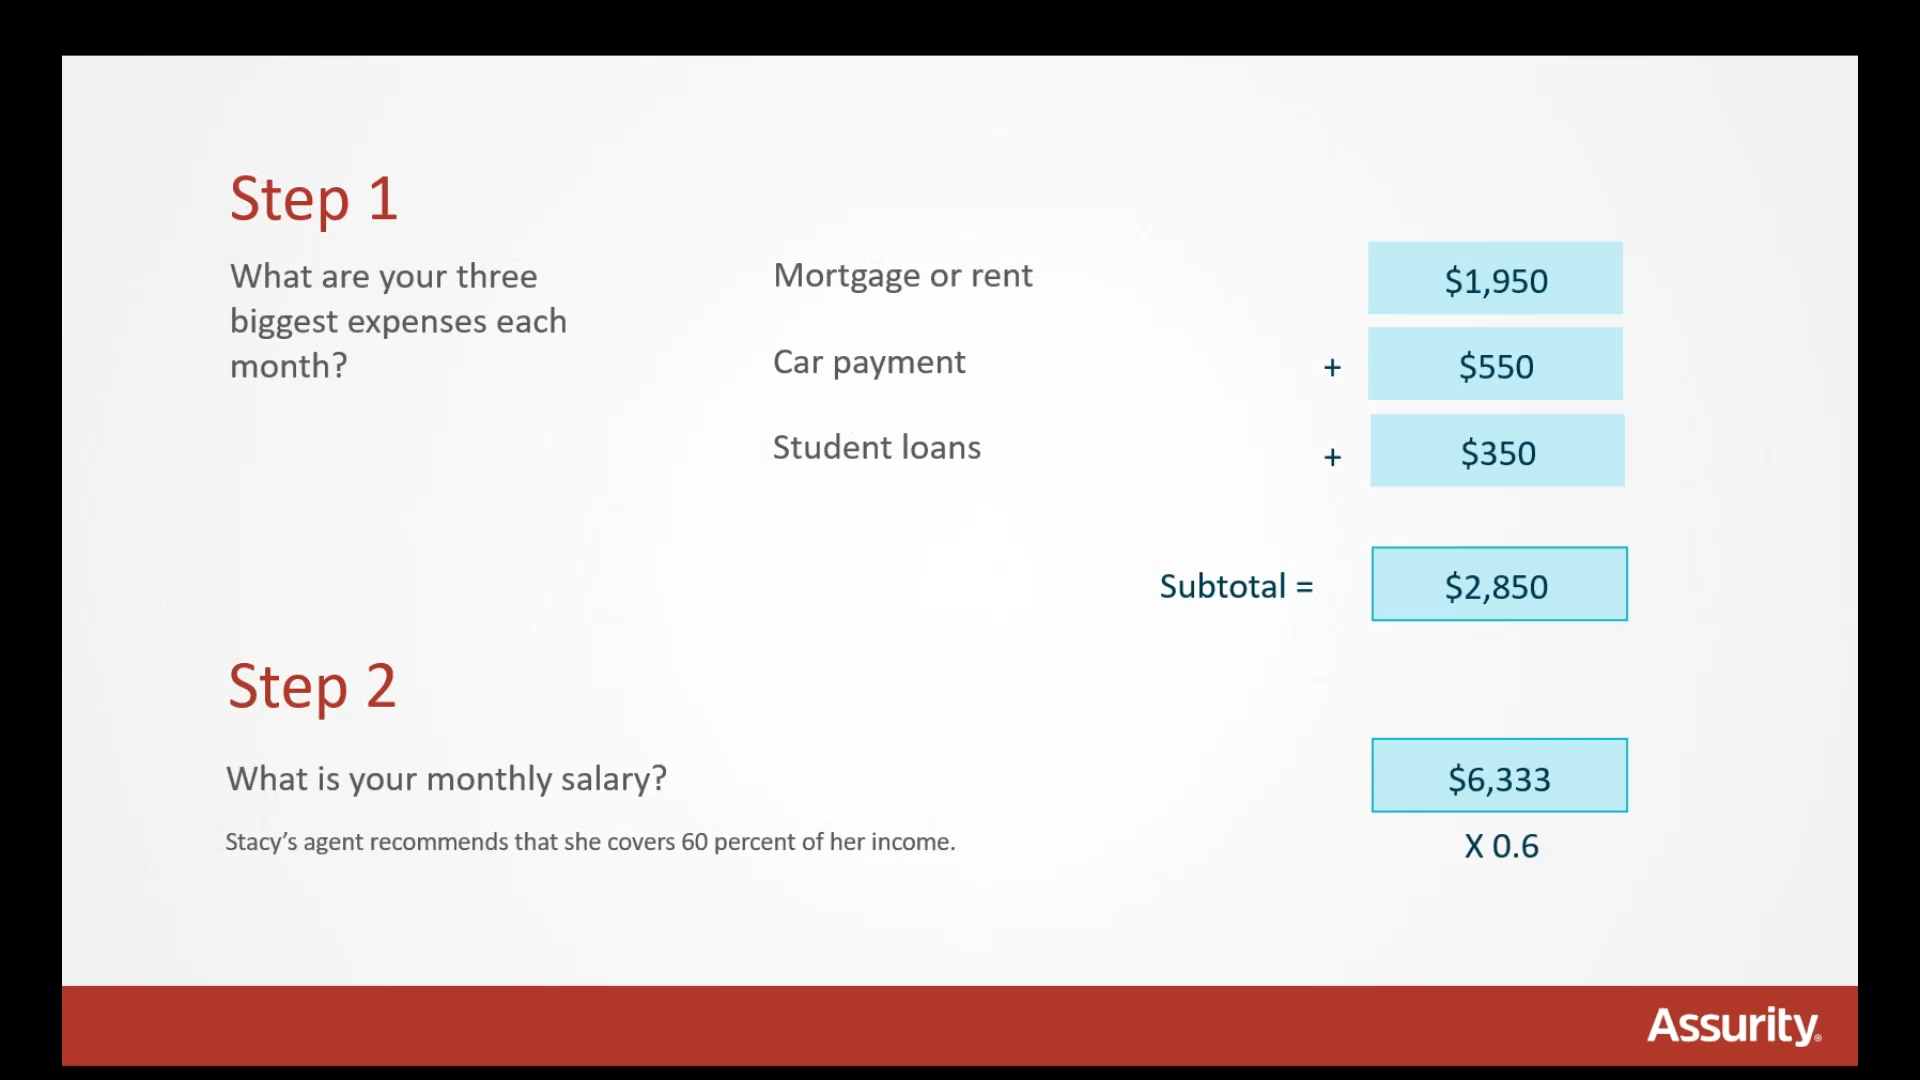 Step 1
What are your three
biggest expenses each
month?
Mortgage or rent
$1,950
Car payment
+ $550
Student loans
+ $350
Subtotal = $2,850
Step 2
What is your monthly salary?
$6,333
Stacy’s agent recommends that she covers 60 percent of her income.
X 0.6
Assurity®